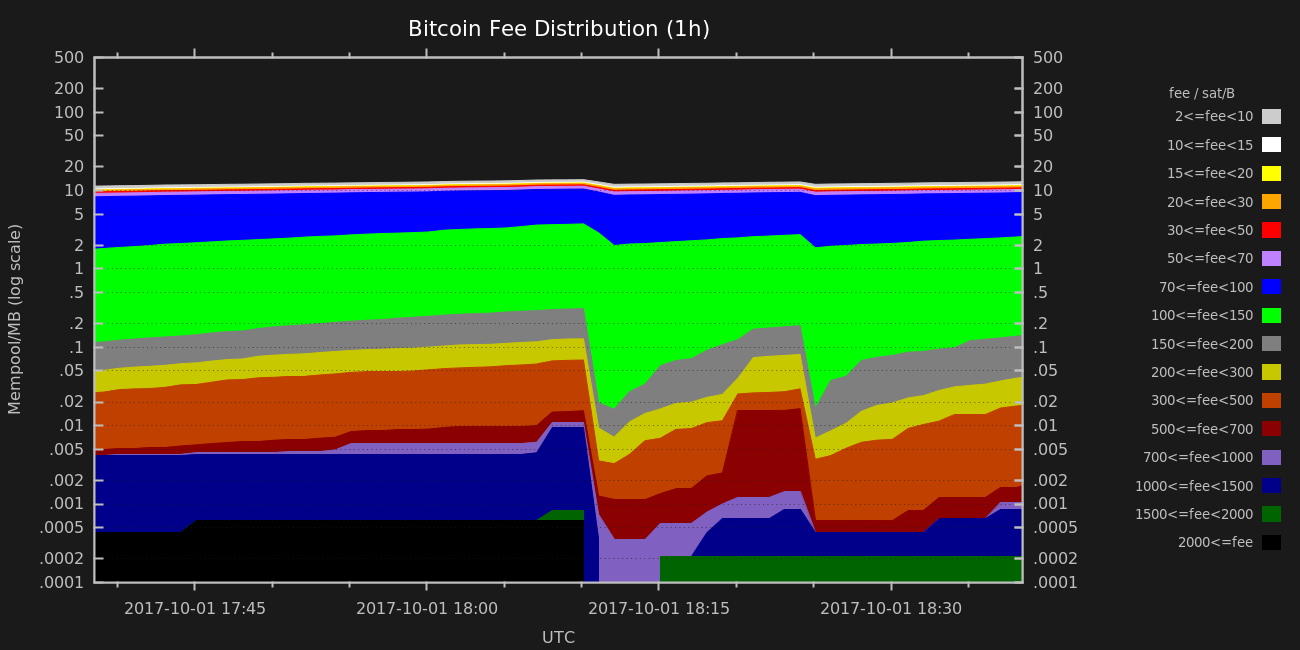 Bitcoin Fee Distribution (1h)
500 500
200 200
100 100
50 50
20 20
10 10
5 5
2 2
1 1
.5 .5
.2 .2
.1 .1
.05 .05
.02 .02
.01 .01
.005 .005
.002 .002
.001 .001
.0005 .0005
.0002 .0002
.0001 .0001
Mempool/MB (log scale)
2017-10-01 17:45 2017-10-01 18:00 2017-10-01 18:15 2017-10-01 18:30
UTC
fee / sat/B
2<=fee<10
10<=fee<15
15<=fee<20
20<=fee<30
30<=fee<50
50<=fee<70
70<=fee<100
100<=fee<150
150<=fee<200
200<=fee<300
300<=fee<500
500<=fee<700
700<=fee<1000
1000<=fee<1500
1500<=fee<2000
2000<=fee